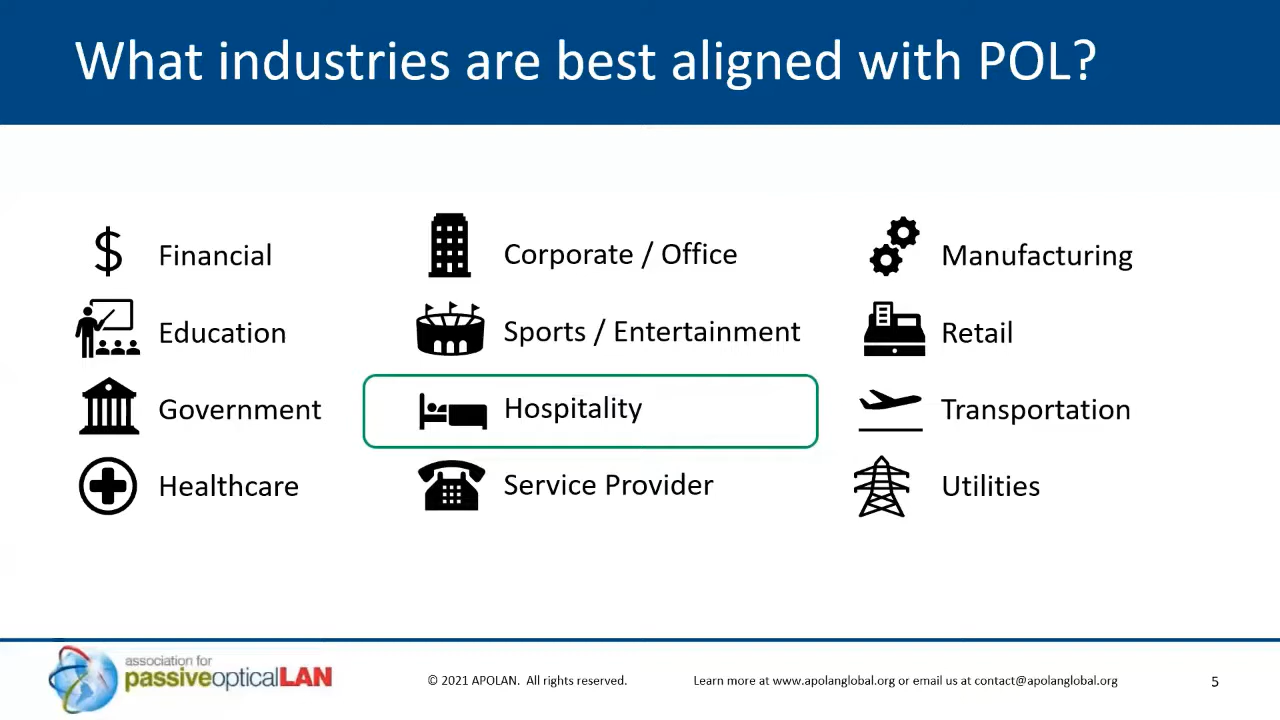 What industries are best aligned with POL?
$ Financial
Corporate / Office
Manufacturing
Education
Sports / Entertainment
Retail
Government
Hospitality
Transportation
Healthcare
Service Provider
Utilities
association for
passiveopticalLAN
© 2021 APOLAN. All rights reserved.
Learn more at www.apolanglobal.org or email us at contact@apolanglobal.org
5